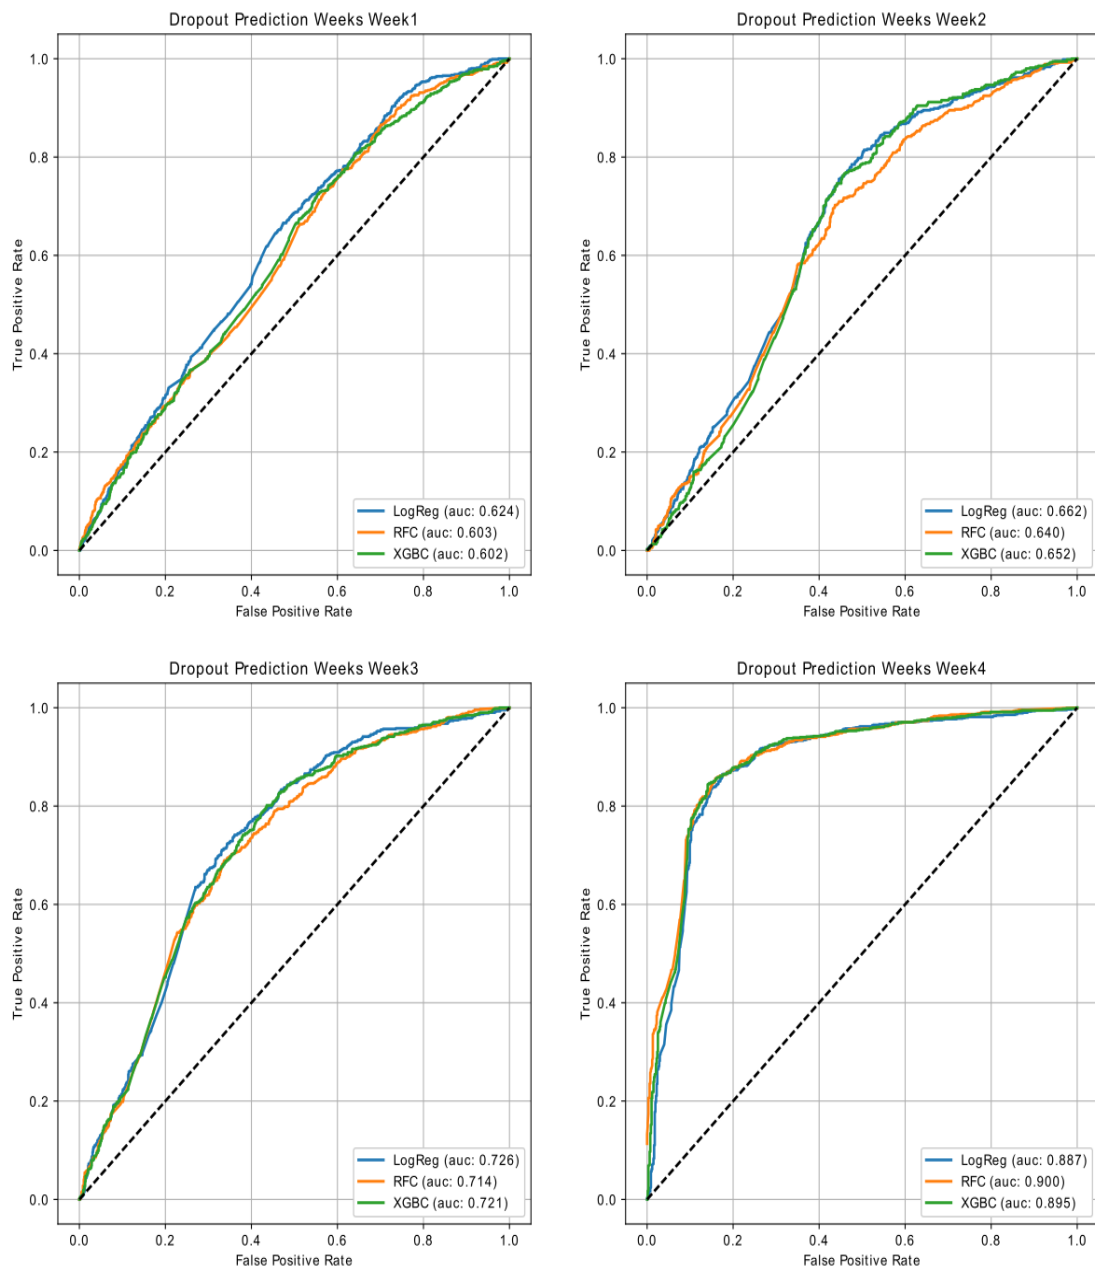 Dropout Prediction Weeks Week1
True Positive Rate
1.0
0.8
0.6
0.4
0.2
0.0
LogReg (auc: 0.624)
RFC (auc: 0.603)
XGBC (auc: 0.602)
0.0 0.2 0.4 0.6 0.8 1.0
False Positive Rate
Dropout Prediction Weeks Week2
True Positive Rate
1.0
0.8
0.6
0.4
0.2
0.0
LogReg (auc: 0.662)
RFC (auc: 0.640)
XGBC (auc: 0.652)
0.0 0.2 0.4 0.6 0.8 1.0
False Positive Rate
Dropout Prediction Weeks Week3
True Positive Rate
1.0
0.8
0.6
0.4
0.2
0.0
LogReg (auc: 0.726)
RFC (auc: 0.714)
XGBC (auc: 0.721)
0.0 0.2 0.4 0.6 0.8 1.0
False Positive Rate
Dropout Prediction Weeks Week4
True Positive Rate
1.0
0.8
0.6
0.4
0.2
0.0
LogReg (auc: 0.887)
RFC (auc: 0.900)
XGBC (auc: 0.895)
0.0 0.2 0.4 0.6 0.8 1.0
False Positive Rate